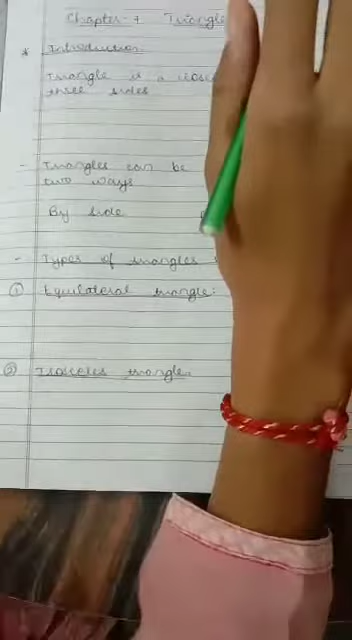 Chapter - 7 Triangle
* Introduction
Triangle is a close
three sides
- Triangles can be
two ways
By side
- Types of triangles
① Equilateral triangle:
② Isosceles triangle